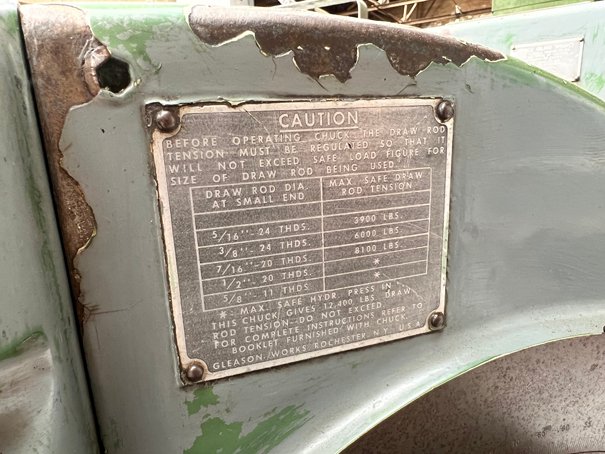 CAUTION
BEFORE OPERATING CHUCK THE DRAW ROD
TENSION MUST BE REGULATED SO THAT IT
WILL NOT EXCEED SAFE LOAD FIGURE FOR
SIZE OF DRAW ROD BEING USED.
DRAW ROD DIA. MAX. SAFE DRAW
AT SMALL END ROD TENSION
5/16"-24 THDS. 3900 LBS.
3/8"-24 THDS. 6000 LBS.
7/16"-20 THDS. 8100 LBS.
1/2"-20 THDS. *
5/8"-11 THDS. *
*-MAX. SAFE HYDR. PRESS IN
THIS CHUCK GIVES 12,400 LBS. DRAW
ROD TENSION-DO NOT EXCEED.
FOR COMPLETE INSTRUCTIONS REFER TO
BOOKLET FURNISHED WITH CHUCK.
GLEASON WORKS, ROCHESTER N.Y. U.S.A.